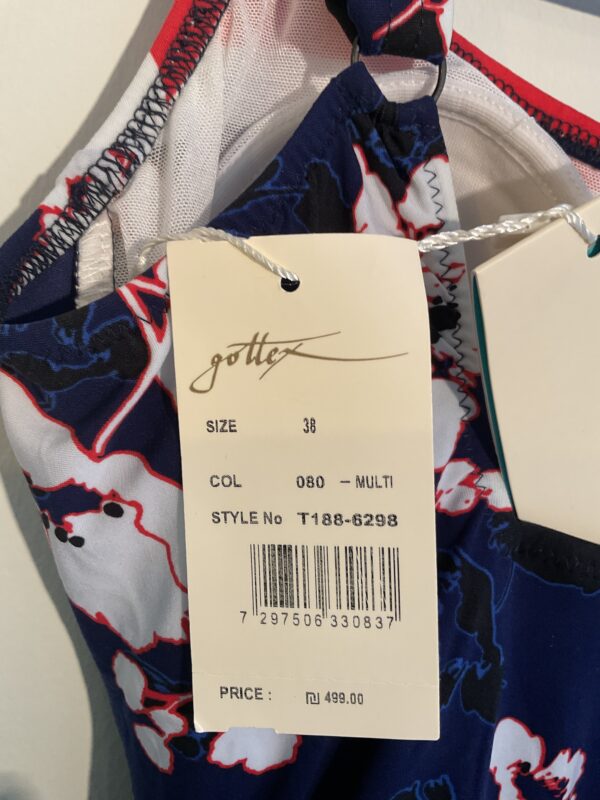 gottex
SIZE 38
COL 080 – MULTI
STYLE No T188-6298
7 297506 330837
PRICE : ₪ 499.00